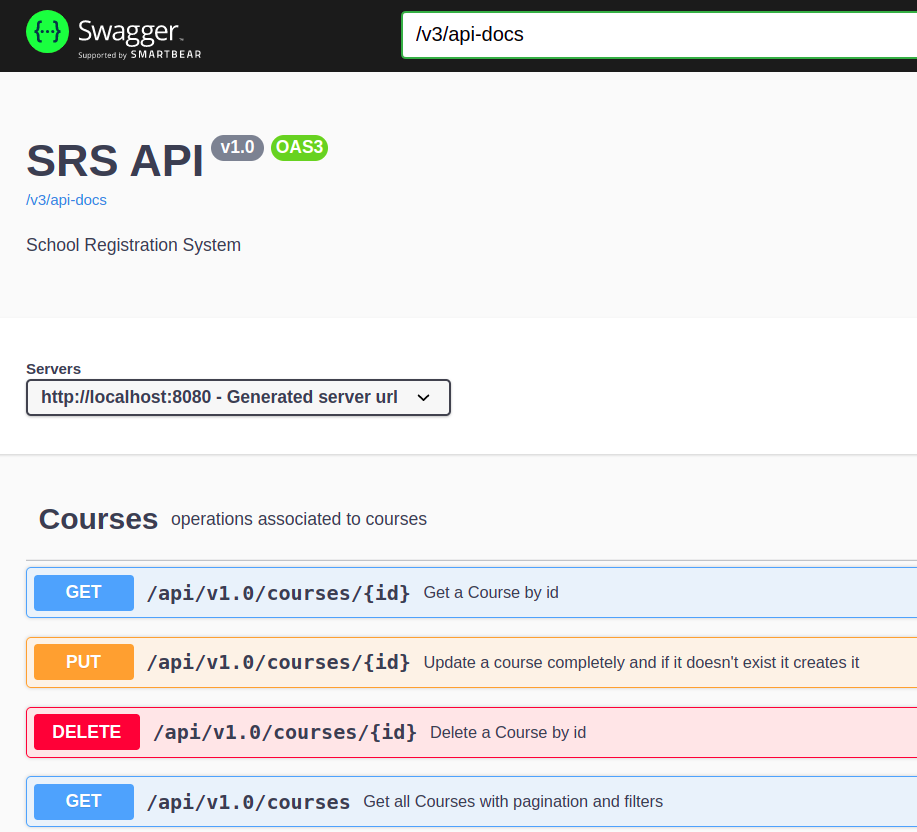 {···} Swagger™
Supported by SMARTBEAR
/v3/api-docs
SRS API v1.0 OAS3
/v3/api-docs
School Registration System
Servers
http://localhost:8080 - Generated server url
Courses operations associated to courses
GET /api/v1.0/courses/{id} Get a Course by id
PUT /api/v1.0/courses/{id} Update a course completely and if it doesn't exist it creates it
DELETE /api/v1.0/courses/{id} Delete a Course by id
GET /api/v1.0/courses Get all Courses with pagination and filters